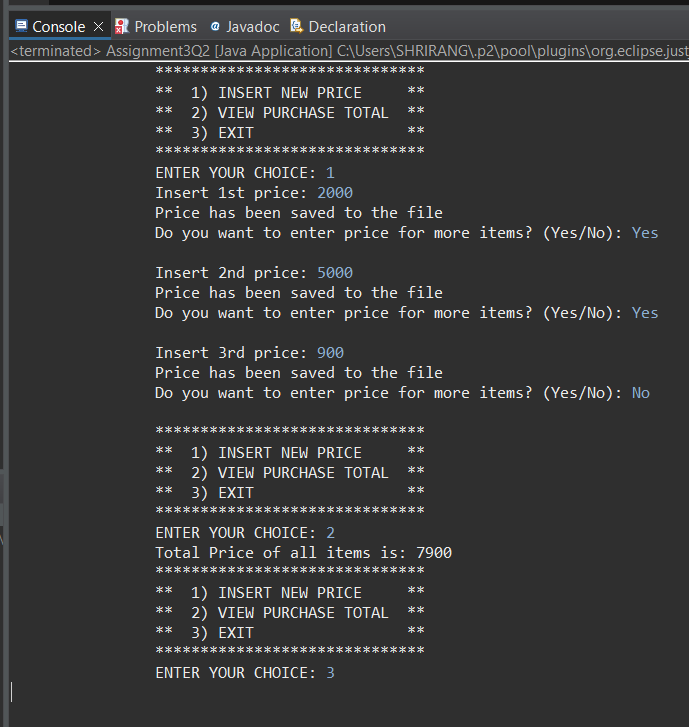 Console Problems Javadoc Declaration
<terminated> Assignment3Q2 [Java Application] C:\Users\SHRIRANG\.p2\pool\plugins\org.eclipse.just
******************************
**  1) INSERT NEW PRICE     **
**  2) VIEW PURCHASE TOTAL  **
**  3) EXIT                 **
******************************
ENTER YOUR CHOICE: 1
Insert 1st price: 2000
Price has been saved to the file
Do you want to enter price for more items? (Yes/No): Yes
Insert 2nd price: 5000
Price has been saved to the file
Do you want to enter price for more items? (Yes/No): Yes
Insert 3rd price: 900
Price has been saved to the file
Do you want to enter price for more items? (Yes/No): No
******************************
**  1) INSERT NEW PRICE     **
**  2) VIEW PURCHASE TOTAL  **
**  3) EXIT                 **
******************************
ENTER YOUR CHOICE: 2
Total Price of all items is: 7900
******************************
**  1) INSERT NEW PRICE     **
**  2) VIEW PURCHASE TOTAL  **
**  3) EXIT                 **
******************************
ENTER YOUR CHOICE: 3